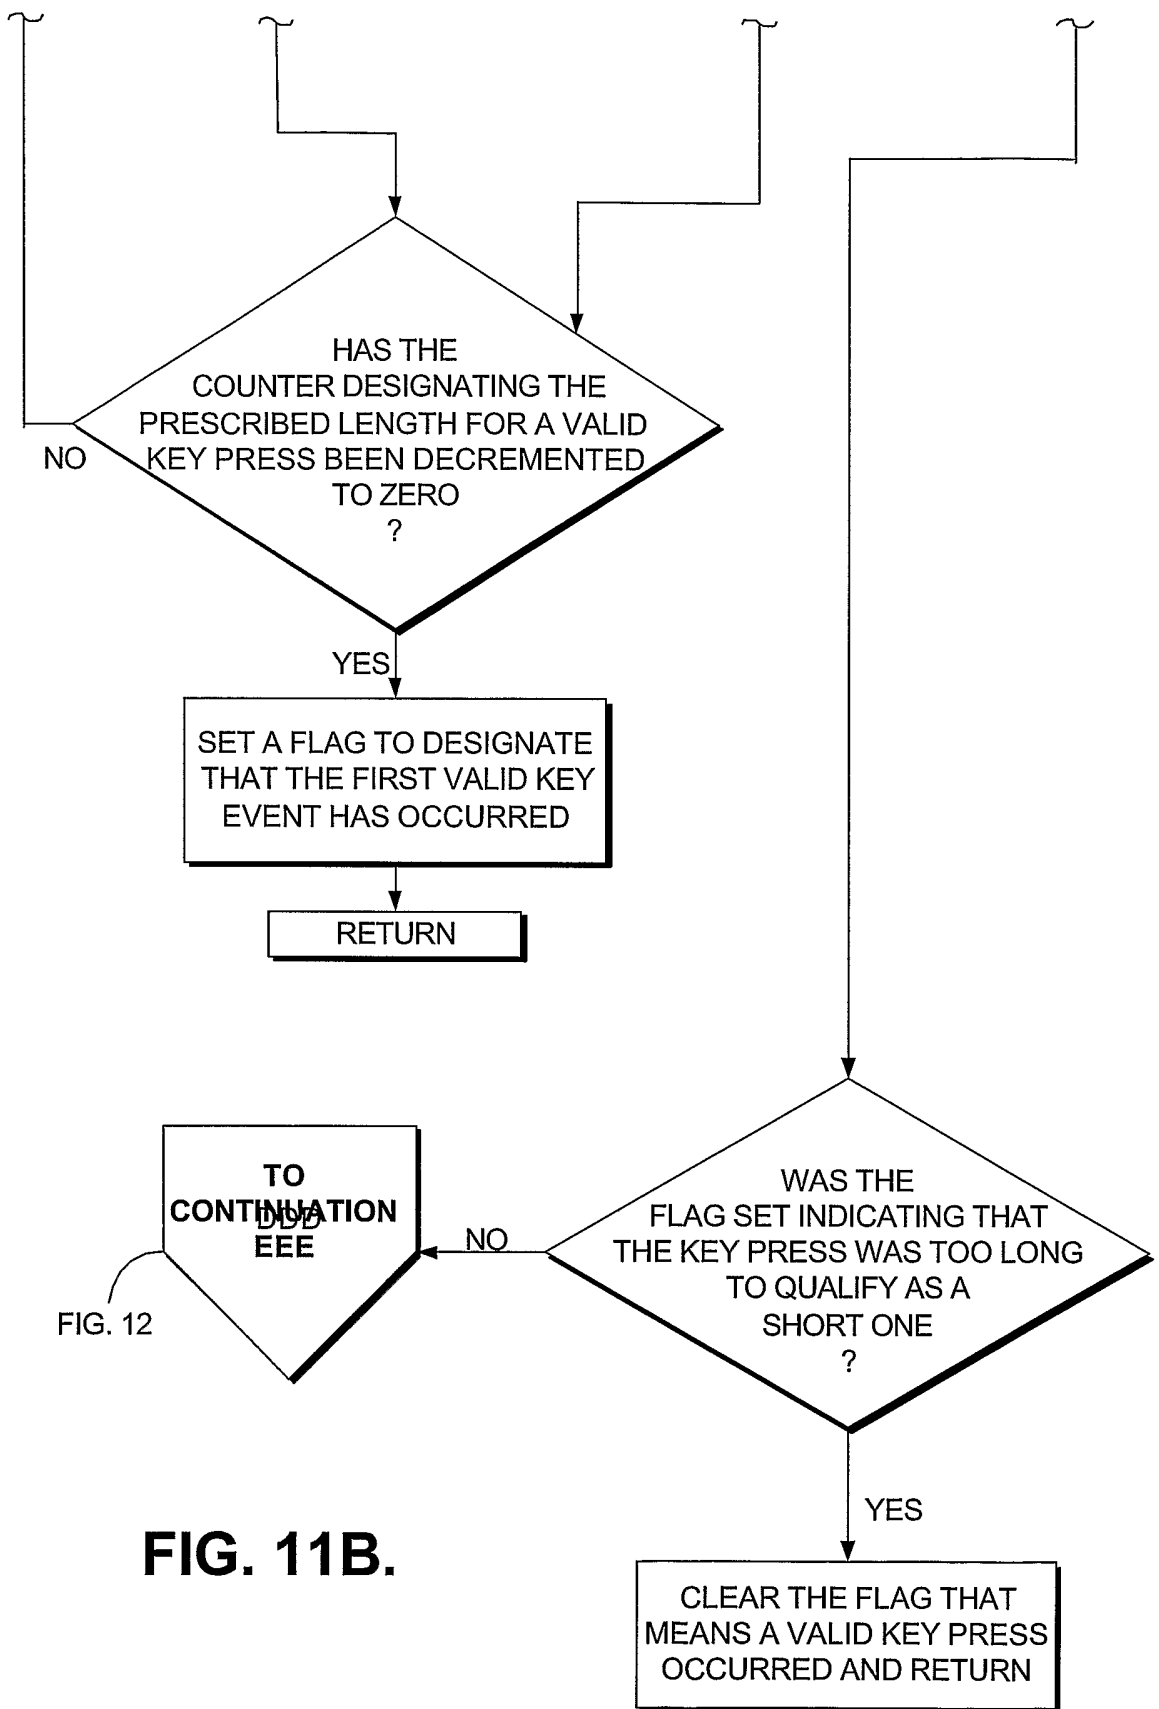 HAS THE
COUNTER DESIGNATING THE
PRESCRIBED LENGTH FOR A VALID
KEY PRESS BEEN DECREMENTED
TO ZERO
?
NO
YES
SET A FLAG TO DESIGNATE
THAT THE FIRST VALID KEY
EVENT HAS OCCURRED
RETURN
TO
CONTINUATION
DDD
EEE
FIG. 12
NO
WAS THE
FLAG SET INDICATING THAT
THE KEY PRESS WAS TOO LONG
TO QUALIFY AS A
SHORT ONE
?
YES
CLEAR THE FLAG THAT
MEANS A VALID KEY PRESS
OCCURRED AND RETURN
FIG. 11B.